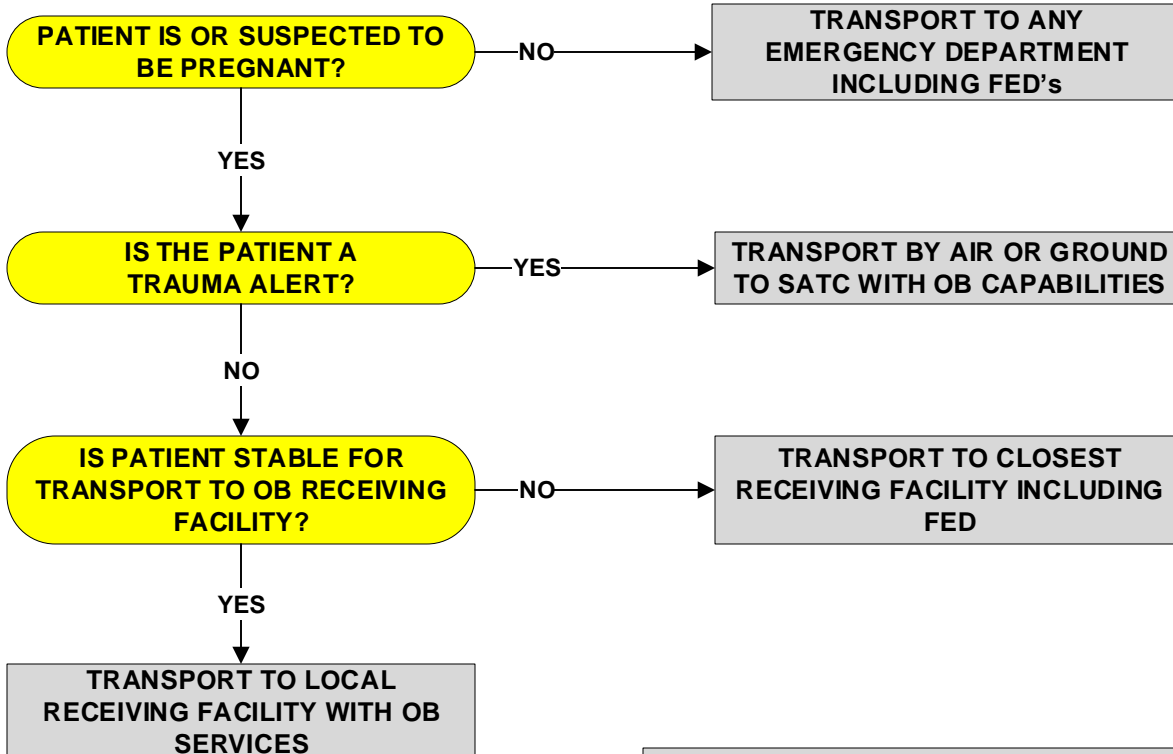 PATIENT IS OR SUSPECTED TO
BE PREGNANT?
NO
TRANSPORT TO ANY
EMERGENCY DEPARTMENT
INCLUDING FED's
YES
IS THE PATIENT A
TRAUMA ALERT?
YES
TRANSPORT BY AIR OR GROUND
TO SATC WITH OB CAPABILITIES
NO
IS PATIENT STABLE FOR
TRANSPORT TO OB RECEIVING
FACILITY?
NO
TRANSPORT TO CLOSEST
RECEIVING FACILITY INCLUDING
FED
YES
TRANSPORT TO LOCAL
RECEIVING FACILITY WITH OB
SERVICES